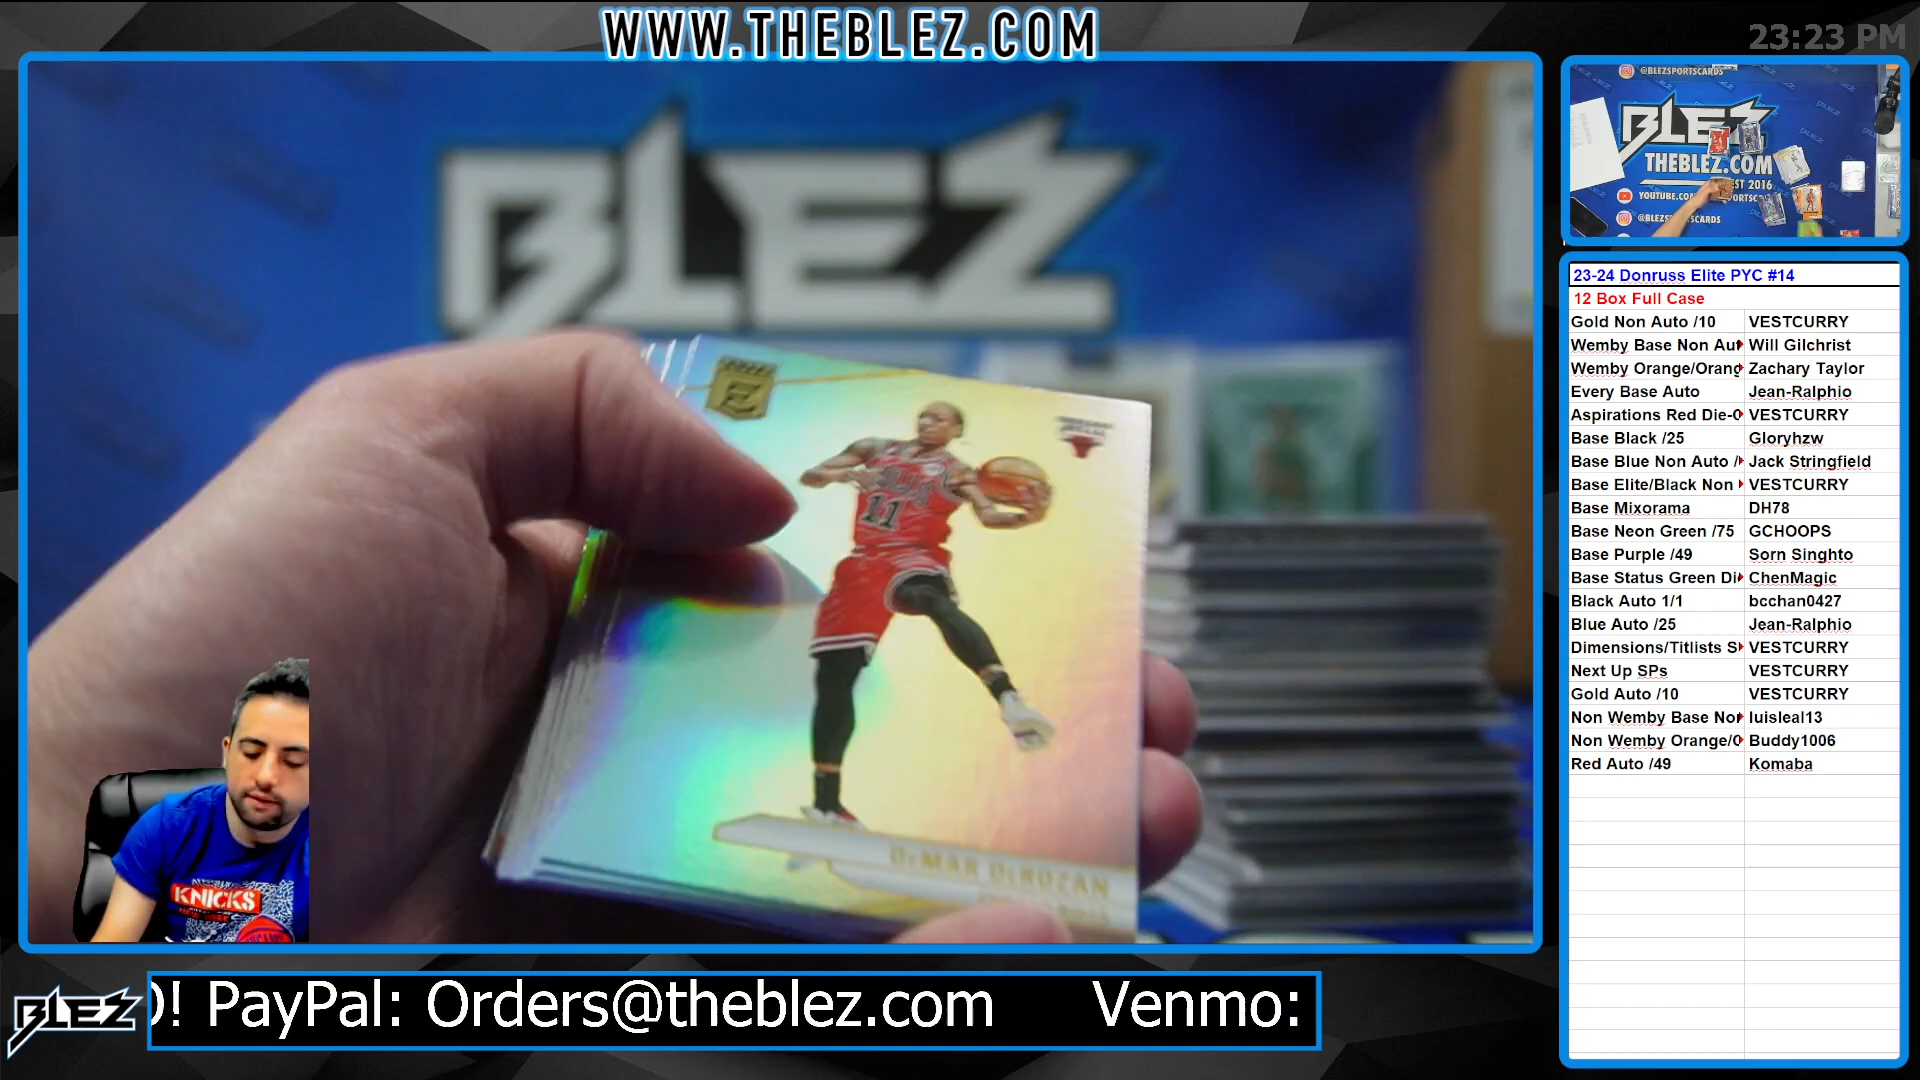 WWW.THEBLEZ.COM
23:23 PM
BLEZ
@BLEZSPORTSCARDS
BLEZ
THEBLEZ.COM
EST 2016
23-24 Donruss Elite PYC #14
12 Box Full Case
Gold Non Auto /10 VESTCURRY
Wemby Base Non Aut Will Gilchrist
Wemby Orange/Orang Zachary Taylor
Every Base Auto Jean-Ralphio
Aspirations Red Die-C VESTCURRY
Base Black /25 Gloryhzw
Base Blue Non Auto / Jack Stringfield
Base Elite/Black Non VESTCURRY
Base Mixorama DH78
Base Neon Green /75 GCHOOPS
Base Purple /49 Sorn Singhto
Base Status Green Di ChenMagic
Black Auto 1/1 bcchan0427
Blue Auto /25 Jean-Ralphio
Dimensions/Titlists S VESTCURRY
Next Up SPs VESTCURRY
Gold Auto /10 VESTCURRY
Non Wemby Base Non luisleal13
Non Wemby Orange/O Buddy1006
Red Auto /49 Komaba
11
DeMAR DeROZAN
KNICKS
BLEZ
! PayPal: Orders@theblez.com Venmo: